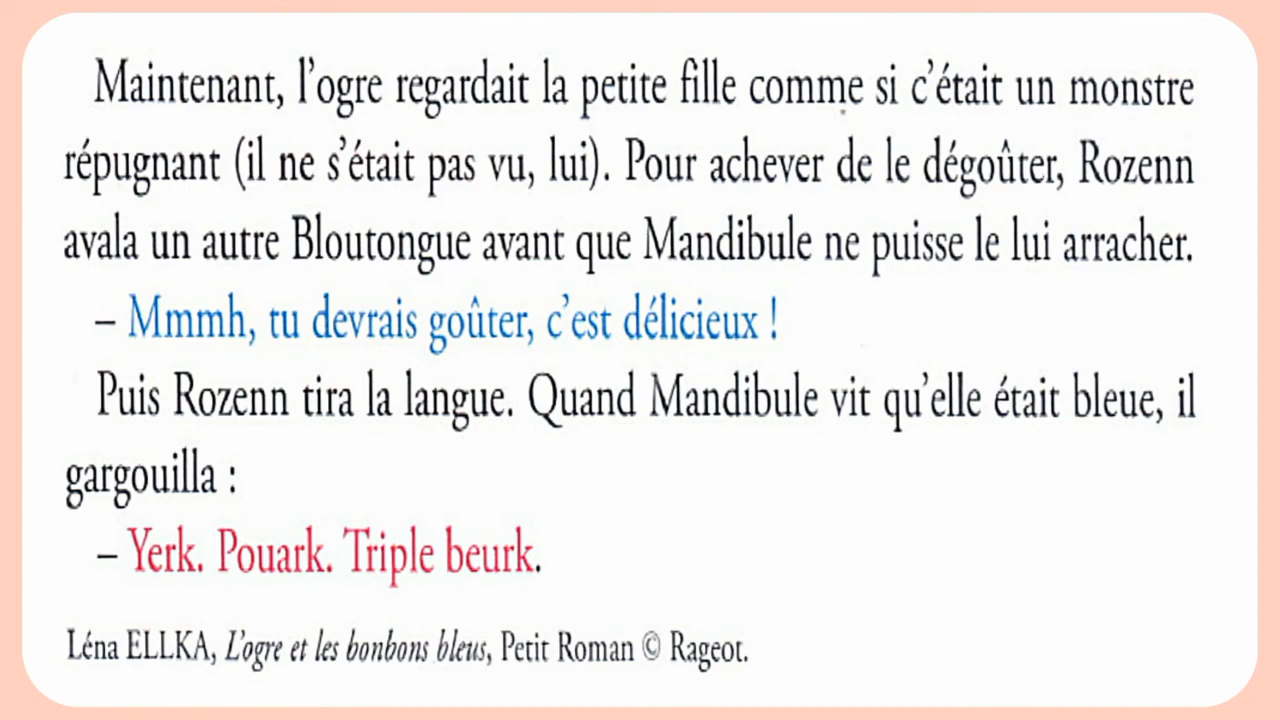 Maintenant, l'ogre regardait la petite fille comme si c'était un monstre
répugnant (il ne s'était pas vu, lui). Pour achever de le dégoûter, Rozenn
avala un autre Bloutongue avant que Mandibule ne puisse le lui arracher.
– Mmmh, tu devrais goûter, c'est délicieux !
Puis Rozenn tira la langue. Quand Mandibule vit qu'elle était bleue, il
gargouilla :
– Yerk. Pouark. Triple beurk.
Léna ELLKA, L'ogre et les bonbons bleus, Petit Roman © Rageot.